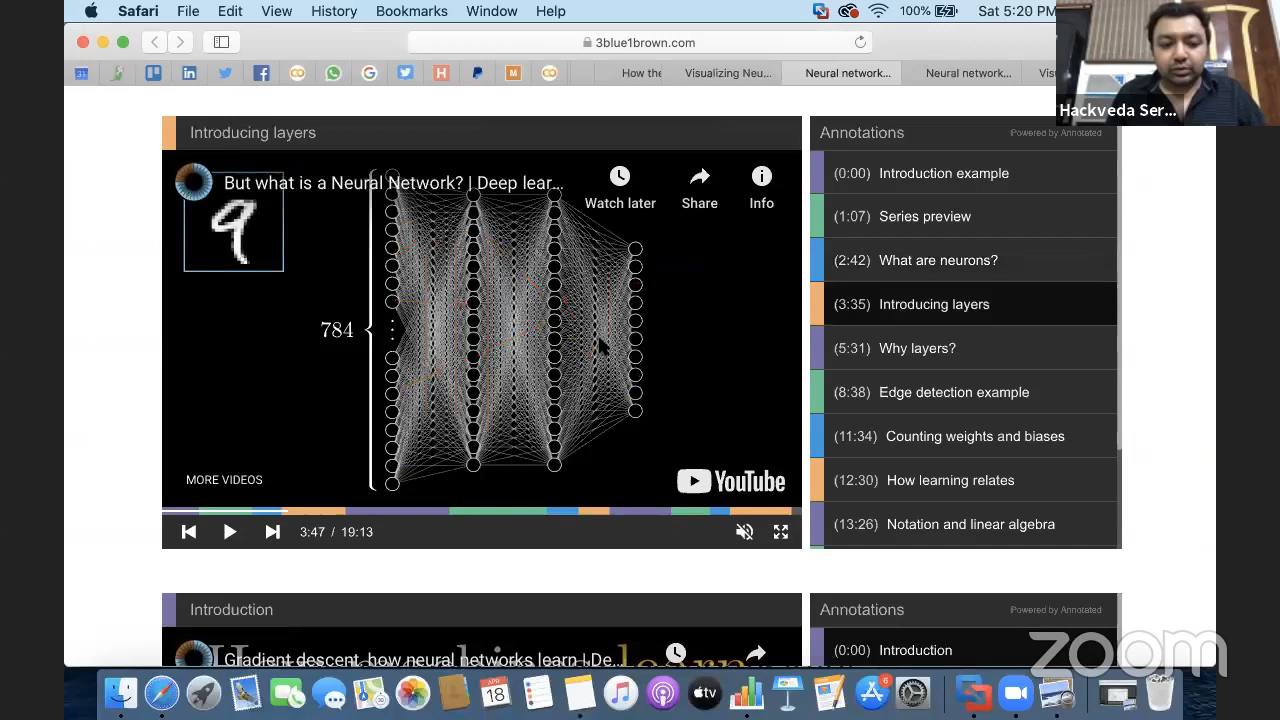 Safari File Edit View History Bookmarks Window Help 100% Sat 5:20 PM
3blue1brown.com
How the Visualizing Neu... Neural network... Neural network... Vis
Hackveda Ser...
Introducing layers
But what is a Neural Network? | Deep lear...
Watch later Share Info
784
MORE VIDEOS
YouTube
3:47 / 19:13
Annotations Powered by Annotated
(0:00) Introduction example
(1:07) Series preview
(2:42) What are neurons?
(3:35) Introducing layers
(5:31) Why layers?
(8:38) Edge detection example
(11:34) Counting weights and biases
(12:30) How learning relates
(13:26) Notation and linear algebra
Introduction
Gradient descent, how neural networks learn | De...
Annotations Powered by Annotated
(0:00) Introduction
zoom
APR
18
tv
6